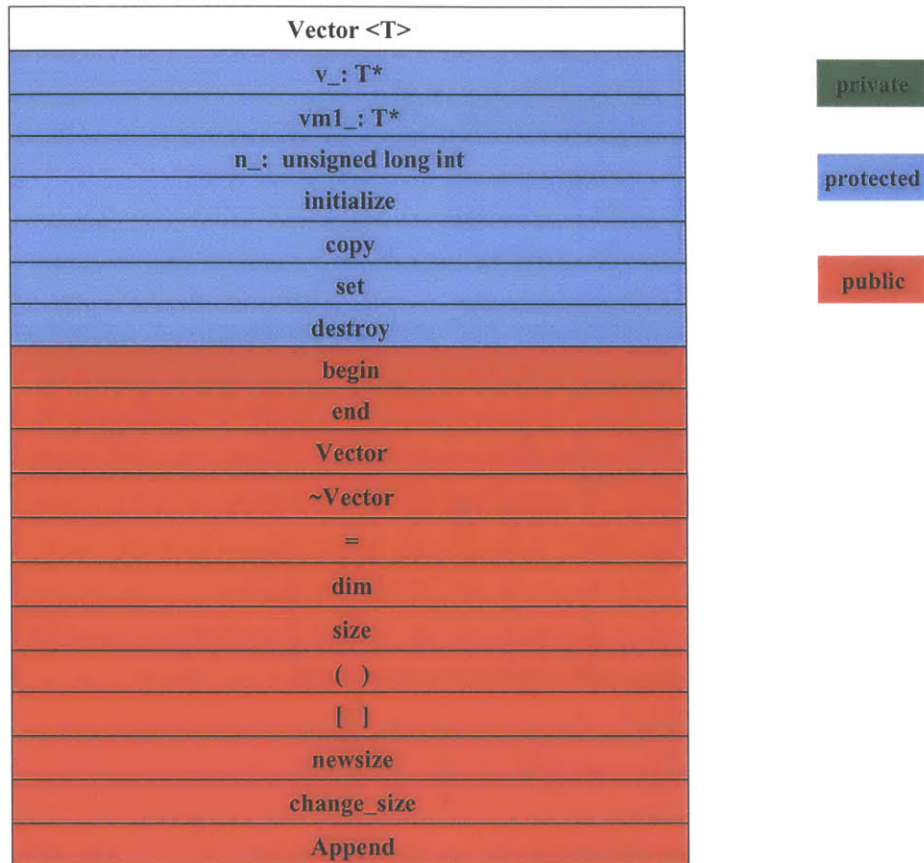 Vector <T>
v_: T*
vm1_: T*
n_: unsigned long int
initialize
copy
set
destroy
begin
end
Vector
~Vector
=
dim
size
( )
[ ]
newsize
change_size
Append
private
protected
public